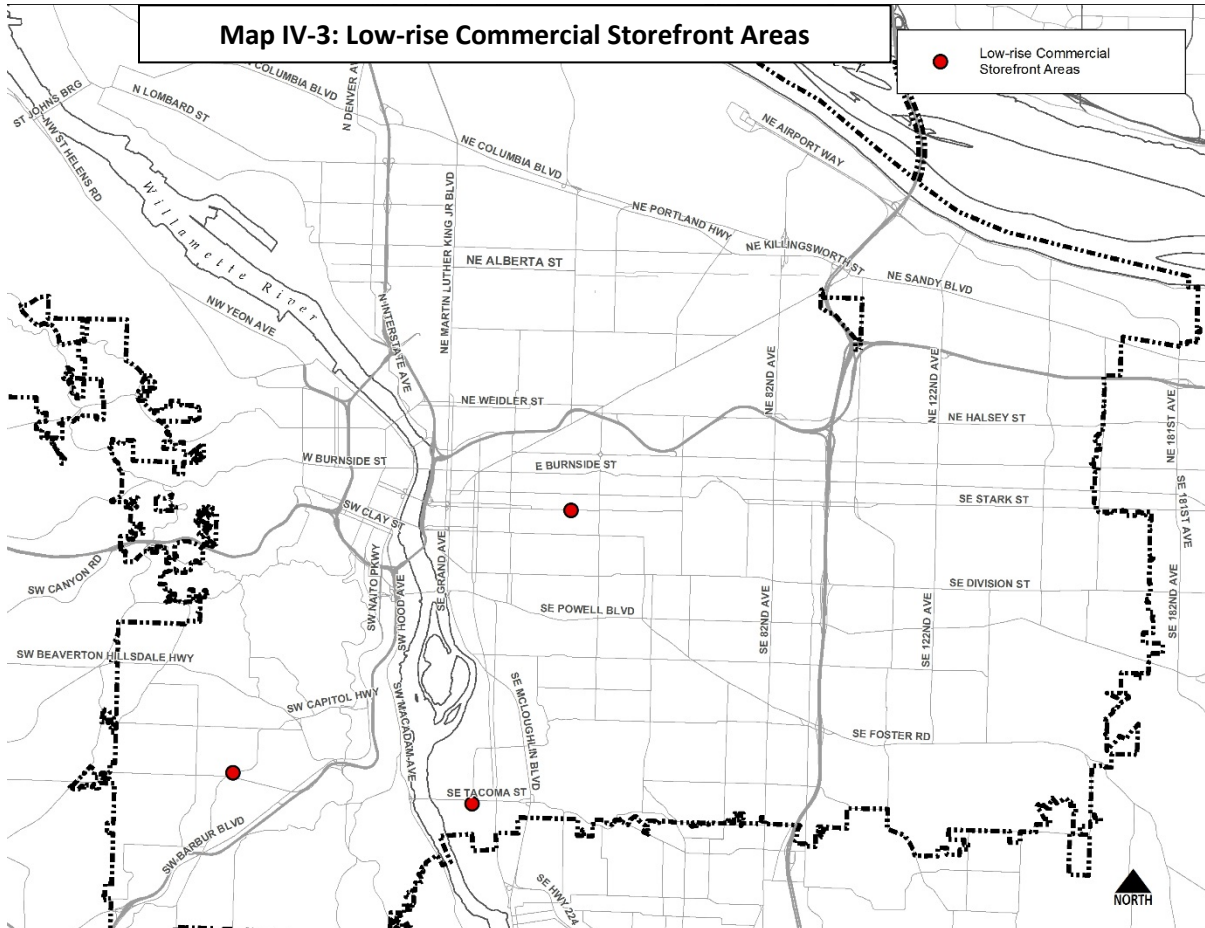 Map IV-3: Low-rise Commercial Storefront Areas
Low-rise Commercial
Storefront Areas
COLUMBIA BLVD
N DENVER AV
ST JOHNS BRG
N LOMBARD ST
NW ST HELENS RD
NE COLUMBIA BLVD
NE AIRPORT WAY
Willamette River
NE MARTIN LUTHER KING JR BLVD
NE PORTLAND HWY
NE KILLINGSWORTH ST
NE ALBERTA ST
NE SANDY BLVD
NW YEON AVE
N INTERSTATE AVE
NE 82ND AVE
NE 122ND AVE
NE WEIDLER ST
NE HALSEY ST
NE 181ST AVE
W BURNSIDE ST
E BURNSIDE ST
SE STARK ST
SE 181ST AVE
SW CLAY ST
SW CANYON RD
SW NAITO PKWY
SW HOOD AVE
SE GRAND AVE
SE DIVISION ST
SE POWELL BLVD
SE 82ND AVE
SE 122ND AVE
SE 182ND AVE
SW BEAVERTON HILLSDALE HWY
SW CAPITOL HWY
SW MACADAM AVE
SE MCLOUGHLIN BLVD
SE FOSTER RD
SE TACOMA ST
SW BARBUR BLVD
SE HWY 224
NORTH